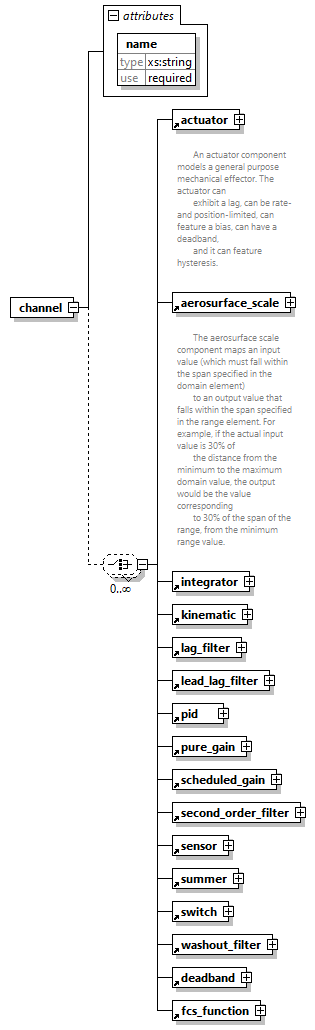 attributes
name
type xs:string
use required
actuator
An actuator component
models a general purpose
mechanical effector. The
actuator can
exhibit a lag, can be rate-
and position-limited, can
feature a bias, can have a
deadband,
and it can feature
hysteresis.
channel
aerosurface_scale
The aerosurface scale
component maps an input
value (which must fall within
the span specified in the
domain element)
to an output value that
falls within the span specified
in the range element. For
example, if the actual input
value is 30% of
the distance from the
minimum to the maximum
domain value, the output
would be the value
corresponding
to 30% of the span of the
range, from the minimum
range value.
0..∞
integrator
kinematic
lag_filter
lead_lag_filter
pid
pure_gain
scheduled_gain
second_order_filter
sensor
summer
switch
washout_filter
deadband
fcs_function